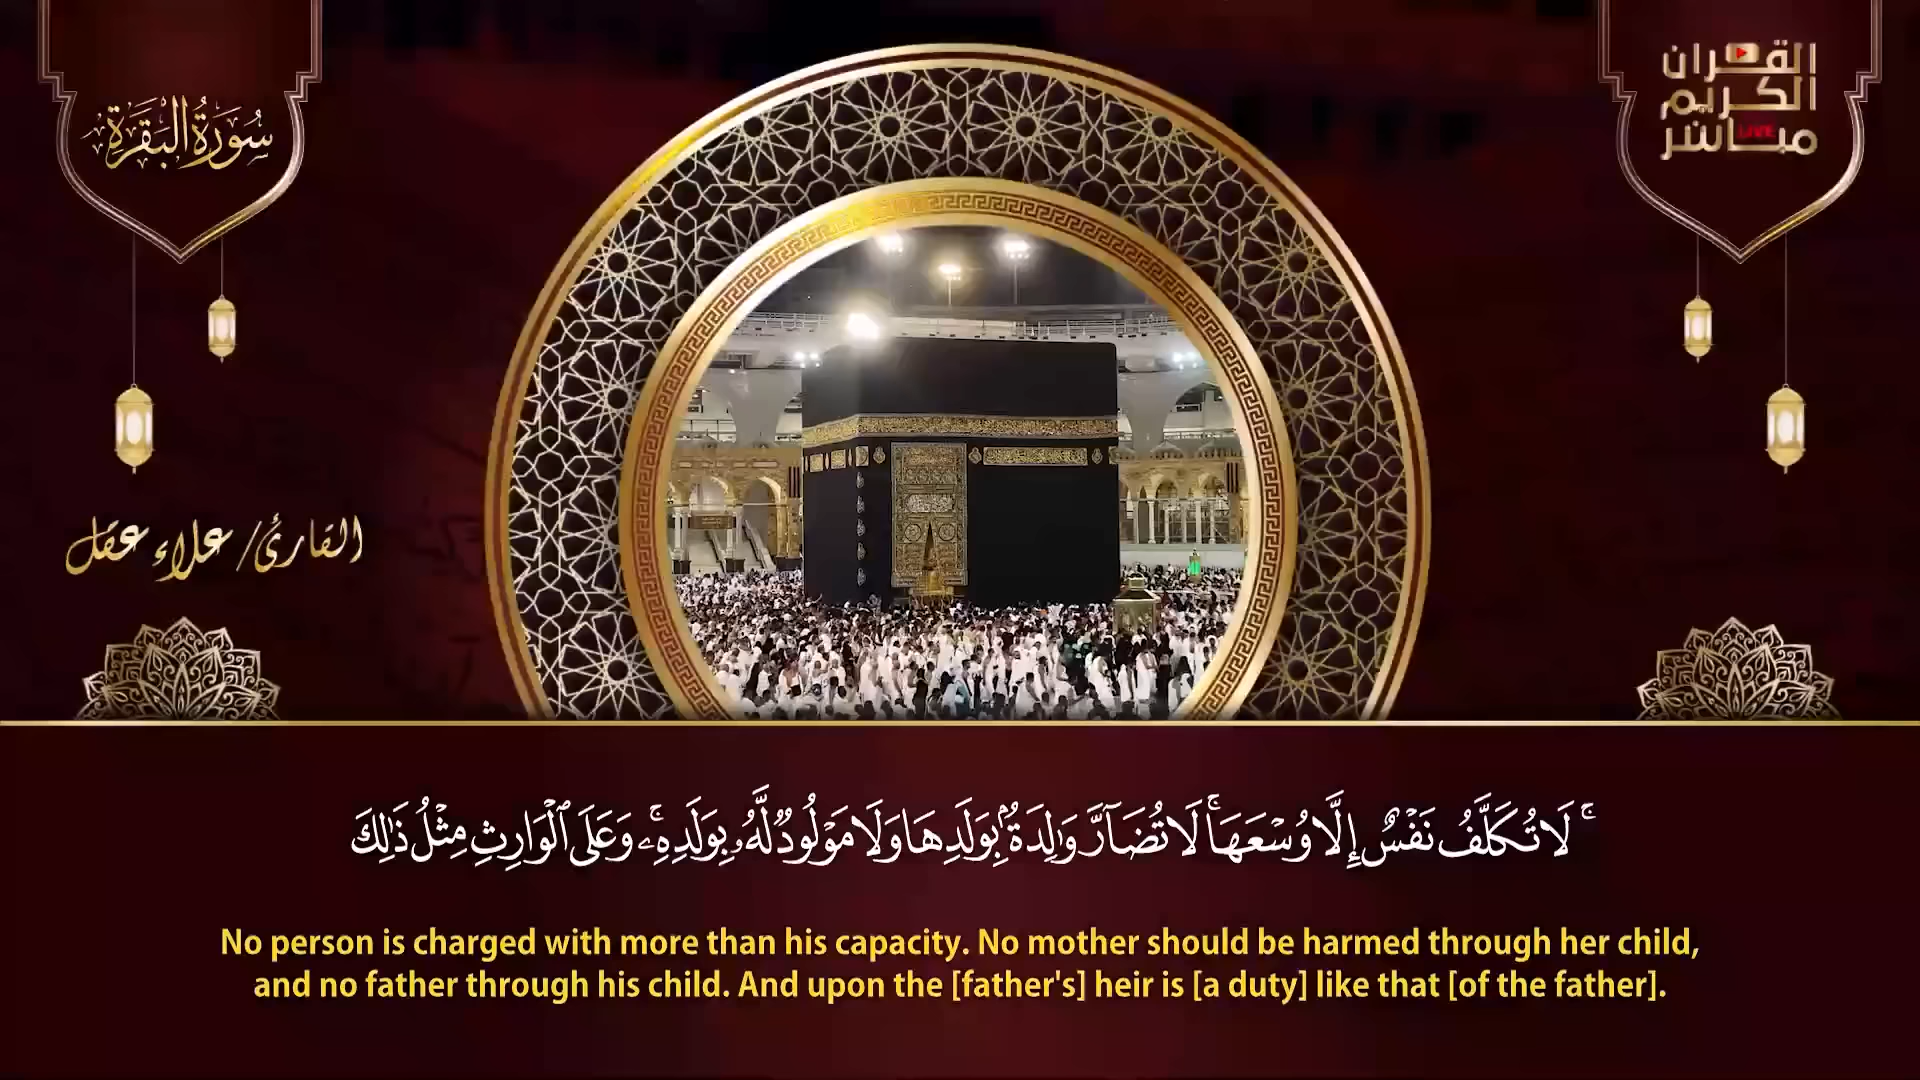 سُورَةُ البَقَرَةِ
القرآن
الكريم
LIVE
مباشر
القارئ/ علاء عقل
ۚ لَا تُكَلَّفُ نَفْسٌ إِلَّا وُسْعَهَا ۚ لَا تُضَآرَّ وَٰلِدَةٌۢ بِوَلَدِهَا وَلَا مَوْلُودٌ لَّهُۥ بِوَلَدِهِۦ ۚ وَعَلَى ٱلْوَارِثِ مِثْلُ ذَٰلِكَ
No person is charged with more than his capacity. No mother should be harmed through her child,
and no father through his child. And upon the [father's] heir is [a duty] like that [of the father].